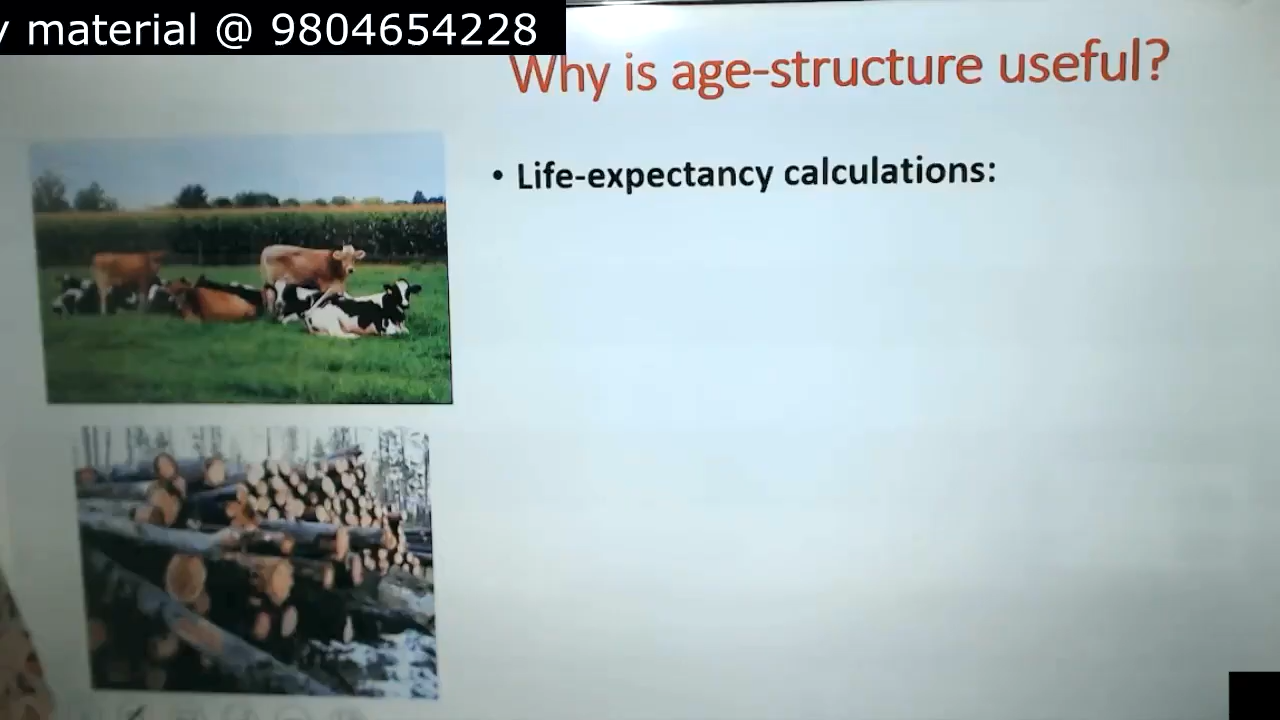 material @ 9804654228
Why is age-structure useful?
• Life-expectancy calculations: